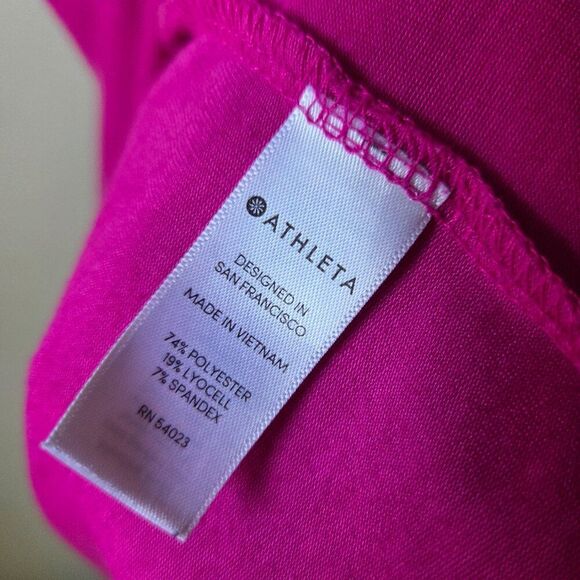 ATHLETA
DESIGNED IN
SAN FRANCISCO
MADE IN VIETNAM
74% POLYESTER
19% LYOCELL
7% SPANDEX
RN 54023